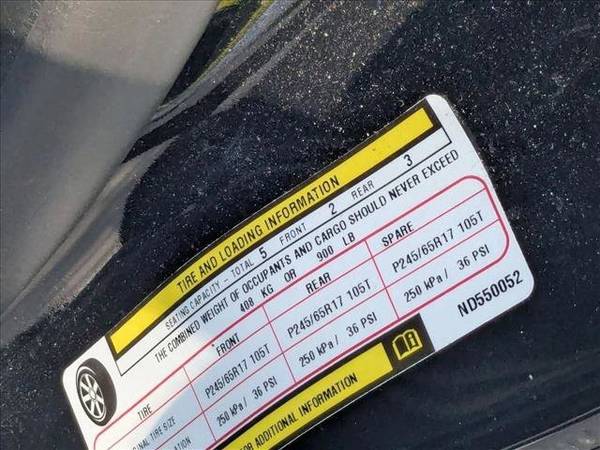 TIRE AND LOADING INFORMATION
SEATING CAPACITY - TOTAL 5 FRONT 2 REAR 3
THE COMBINED WEIGHT OF OCCUPANTS AND CARGO SHOULD NEVER EXCEED
408 KG OR 900 LB
TIRE FRONT REAR SPARE
TIRE SIZE P245/65R17 105T P245/65R17 105T P245/65R17 105T
250 kPa / 36 PSI 250 kPa / 36 PSI 250 kPa / 36 PSI
ADDITIONAL INFORMATION
ND550052